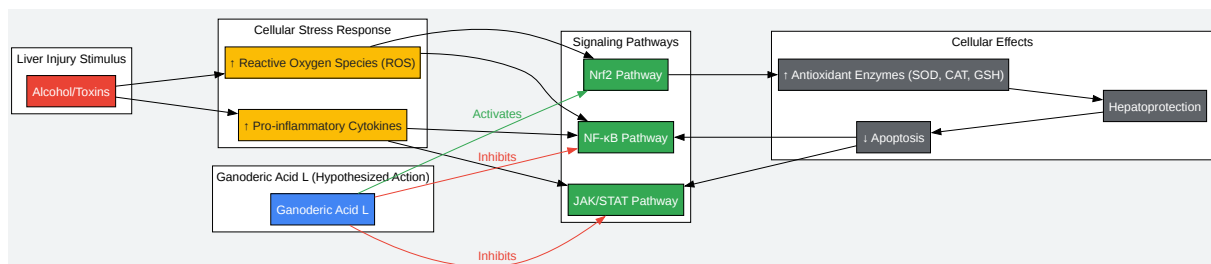 Liver Injury Stimulus
Alcohol/Toxins
Cellular Stress Response
↑ Reactive Oxygen Species (ROS)
↑ Pro-inflammatory Cytokines
Ganoderic Acid L (Hypothesized Action)
Ganoderic Acid L
Activates
Inhibits
Inhibits
Signaling Pathways
Nrf2 Pathway
NF-κB Pathway
JAK/STAT Pathway
Cellular Effects
↑ Antioxidant Enzymes (SOD, CAT, GSH)
Hepatoprotection
↓ Apoptosis